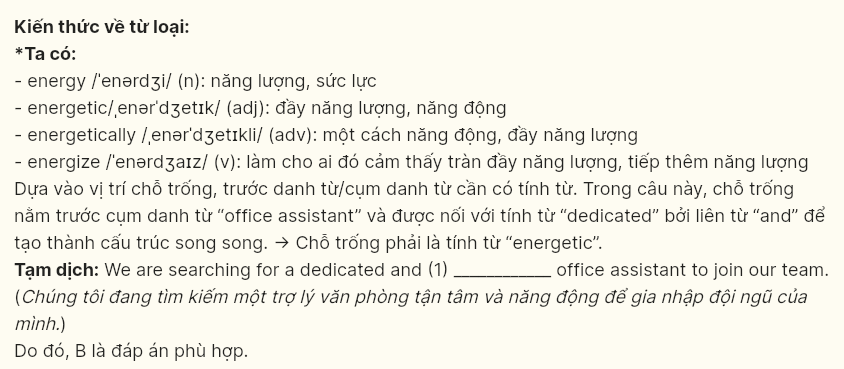 Kiến thức về từ loại:
*Ta có:
- energy /ˈenərdʒi/ (n): năng lượng, sức lực
- energetic/ˌenərˈdʒetɪk/ (adj): đầy năng lượng, năng động
- energetically /ˌenərˈdʒetɪkli/ (adv): một cách năng động, đầy năng lượng
- energize /ˈenərdʒaɪz/ (v): làm cho ai đó cảm thấy tràn đầy năng lượng, tiếp thêm năng lượng
Dựa vào vị trí chỗ trống, trước danh từ/cụm danh từ cần có tính từ. Trong câu này, chỗ trống
nằm trước cụm danh từ “office assistant” và được nối với tính từ “dedicated” bởi liên từ “and” để
tạo thành cấu trúc song song. → Chỗ trống phải là tính từ “energetic”.
Tạm dịch: We are searching for a dedicated and (1) ____________ office assistant to join our team.
(Chúng tôi đang tìm kiếm một trợ lý văn phòng tận tâm và năng động để gia nhập đội ngũ của
mình.)
Do đó, B là đáp án phù hợp.